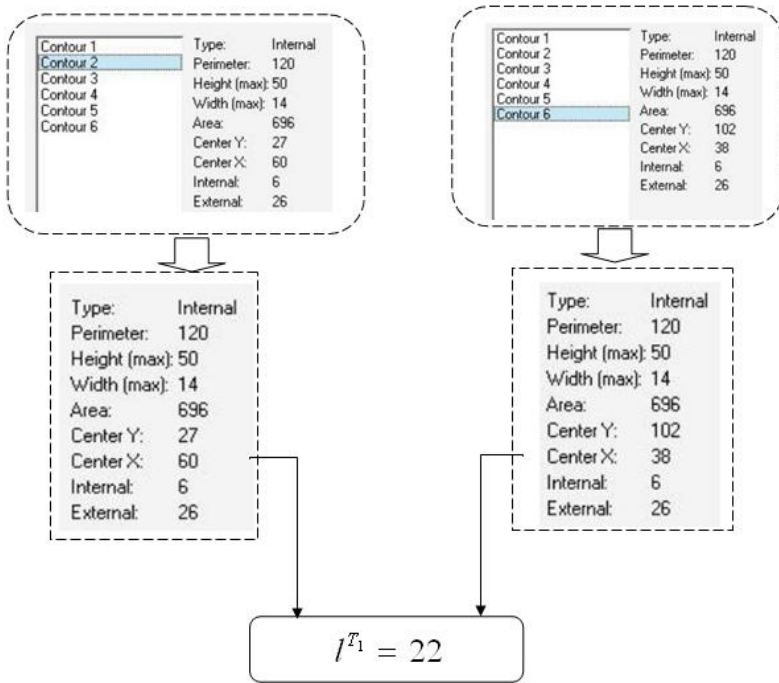 Contour 1
Contour 2
Contour 3
Contour 4
Contour 5
Contour 6
Type: Internal
Perimeter: 120
Height (max): 50
Width (max): 14
Area: 696
Center Y: 27
Center X: 60
Internal: 6
External: 26
Contour 1
Contour 2
Contour 3
Contour 4
Contour 5
Contour 6
Type: Internal
Perimeter: 120
Height (max): 50
Width (max): 14
Area: 696
Center Y: 102
Center X: 38
Internal: 6
External: 26
Type: Internal
Perimeter: 120
Height (max): 50
Width (max): 14
Area: 696
Center Y: 27
Center X: 60
Internal: 6
External: 26
Type: Internal
Perimeter: 120
Height (max): 50
Width (max): 14
Area: 696
Center Y: 102
Center X: 38
Internal: 6
External: 26
l^{T_1} = 22